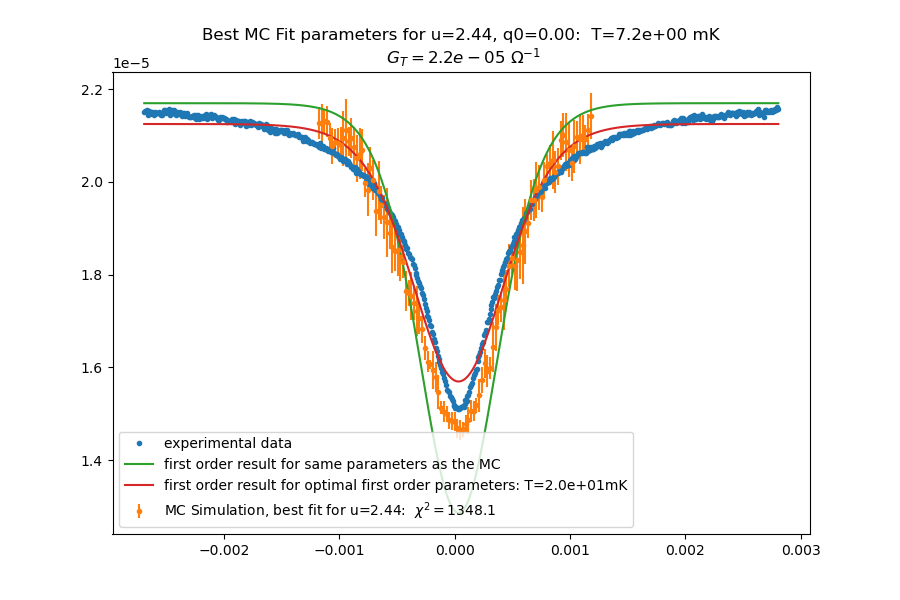 Best MC Fit parameters for u=2.44, q0=0.00:  T=7.2e+00 mK
$G_T = 2.2e-05\ \Omega^{-1}$
1e−5
2.2
2.0
1.8
1.6
1.4
experimental data
first order result for same parameters as the MC
first order result for optimal first order parameters: T=2.0e+01mK
MC Simulation, best fit for u=2.44:  $\chi^2 = 1348.1$
−0.002 −0.001 0.000 0.001 0.002 0.003